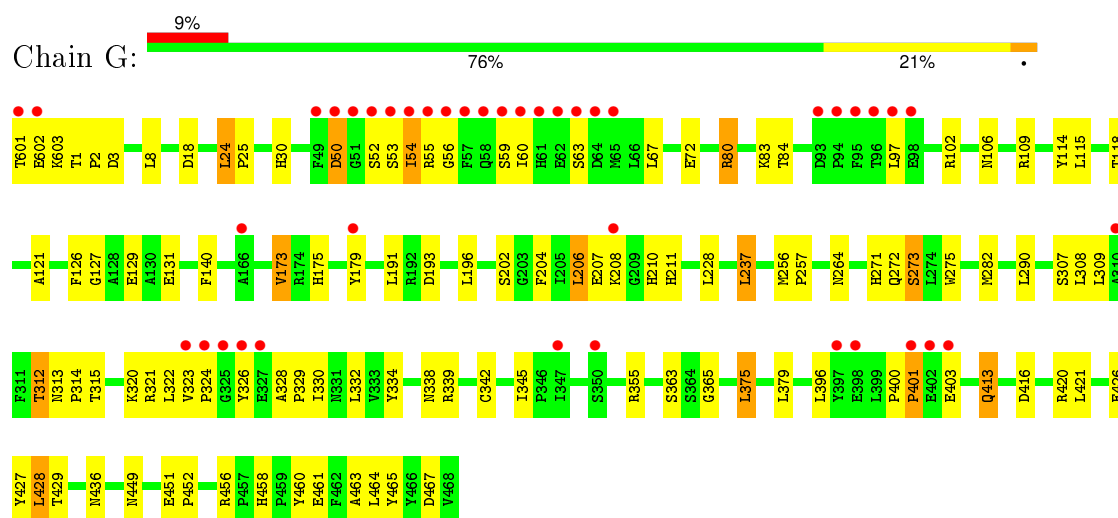 9%
Chain G:
76% 21% •
T601 E602 K603 T1 P2 D3 L8 D18 L24 P25 H30 F49 D50 G51 S52 S53 I54 R55 G56 F57 Q58 S59 I60 H61 E62 S63 D64 M65 L66 L67 E72 R80 K83 T84 D93 P94 F95 T96 L97 E98 R102 N106 R109 Y114 L115 T118
A121 F126 G127 A128 E129 A130 E131 F140 A166 V173 R174 H175 Y179 L191 R192 D193 L196 S202 G203 F204 I205 L206 E207 K208 G209 H210 H211 L228 L237 M256 P257 N264 H271 Q272 S273 L274 W275 M282 L290 S307 L308 L309 A310
F311 T312 N313 P314 T315 K320 R321 L322 V323 P324 G325 Y326 E327 A328 P329 I330 N331 L332 V333 Y334 N338 R339 C342 I345 P346 I347 S350 R355 S363 S364 G365 L375 L379 L396 Y397 E398 L399 P400 P401 E402 E403 Q413 D416 R420 L421 E426
Y427 L428 T429 N436 N449 E451 P452 R456 P457 H458 P459 Y460 E461 F462 A463 L464 Y465 Y466 D467 V468